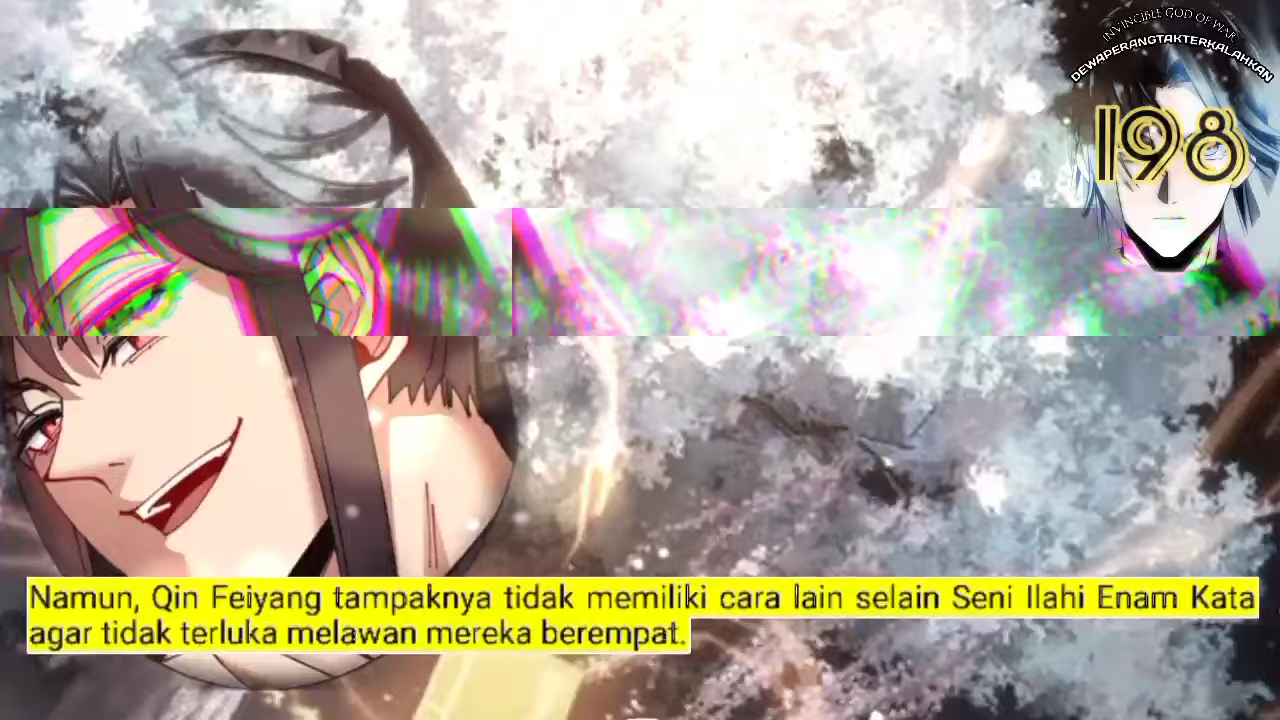 INVINCIBLE GOD OF WAR
DEWAPERANGTAKTERKALAHKAN
198
Namun, Qin Feiyang tampaknya tidak memiliki cara lain selain Seni Ilahi Enam Kata
agar tidak terluka melawan mereka berempat.